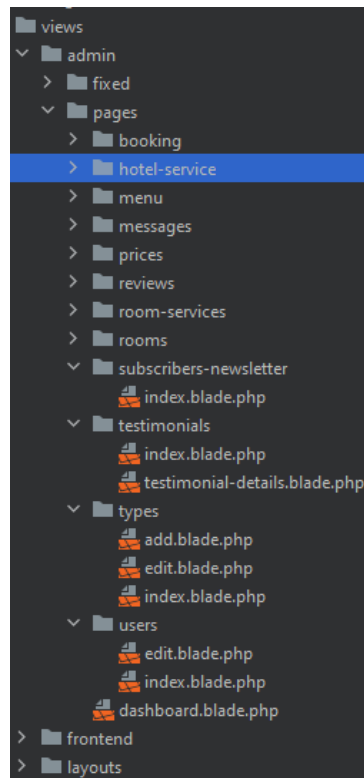 views
admin
fixed
pages
booking
hotel-service
menu
messages
prices
reviews
room-services
rooms
subscribers-newsletter
index.blade.php
testimonials
index.blade.php
testimonial-details.blade.php
types
add.blade.php
edit.blade.php
index.blade.php
users
edit.blade.php
index.blade.php
dashboard.blade.php
frontend
layouts